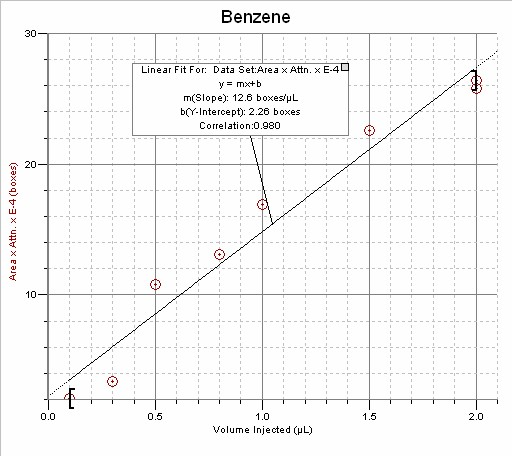 Benzene
30
Linear Fit For: Data Set:Area x Attn. x E-4
y = mx+b
m(Slope): 12.6 boxes/µL
b(Y-Intercept): 2.26 boxes
Correlation:0.980
20
Area x Attn. x E-4 (boxes)
10
0.0 0.5 1.0 1.5 2.0
Volume Injected (µL)